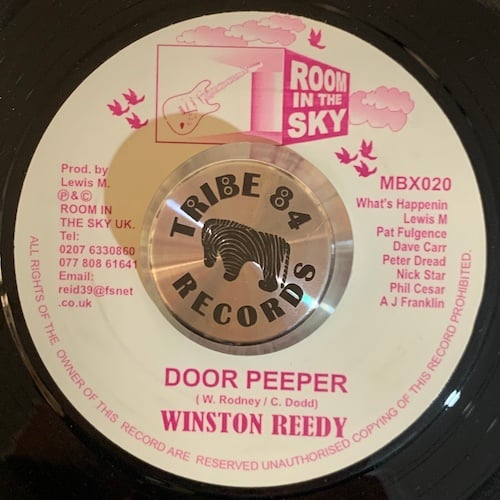 ROOM
IN THE
SKY
Prod. by
Lewis M.
℗&©
ROOM IN
THE SKY UK.
Tel:
0207 6330860
077 808 61641
Email:
reid39@fsnet
.co.uk
MBX020
What's Happenin
Lewis M
Pat Fulgence
Dave Carr
Peter Dread
Nick Star
Phil Cesar
A J Franklin
TRIBE 84
RECORDS
DOOR PEEPER
( W. Rodney / C. Dodd)
WINSTON REEDY
ALL RIGHTS OF THE OWNER OF THIS RECORD ARE RESERVED UNAUTHORISED COPYING OF THIS RECORD PROHIBITED.